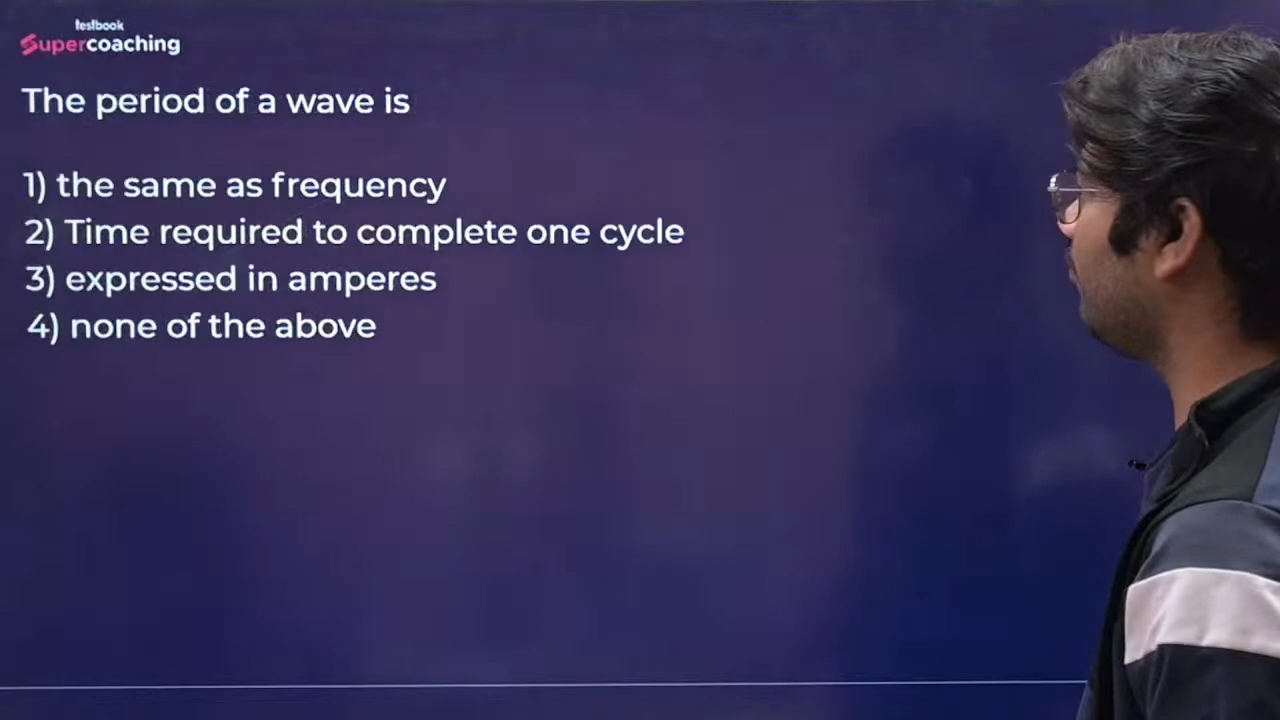 testbook
Supercoaching
The period of a wave is
1) the same as frequency
2) Time required to complete one cycle
3) expressed in amperes
4) none of the above